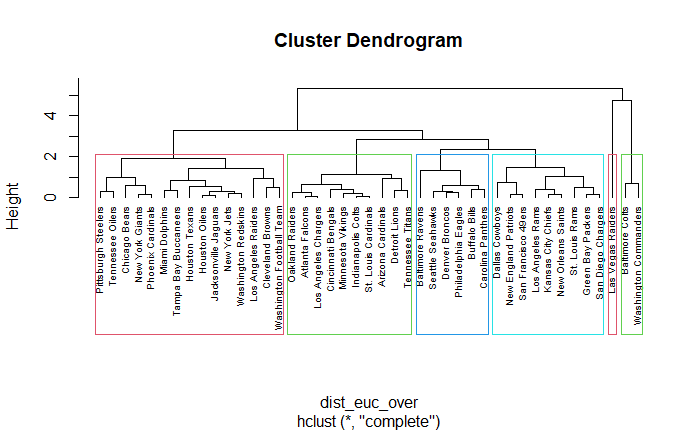 Cluster Dendrogram
Height
0
2
4
Pittsburgh Steelers
Tennessee Oilers
Chicago Bears
New York Giants
Phoenix Cardinals
Miami Dolphins
Tampa Bay Buccaneers
Houston Texans
Houston Oilers
Jacksonville Jaguars
New York Jets
Washington Redskins
Los Angeles Raiders
Cleveland Browns
Washington Football Team
Oakland Raiders
Atlanta Falcons
Los Angeles Chargers
Cincinnati Bengals
Minnesota Vikings
Indianapolis Colts
St. Louis Cardinals
Arizona Cardinals
Detroit Lions
Tennessee Titans
Baltimore Ravens
Seattle Seahawks
Denver Broncos
Philadelphia Eagles
Buffalo Bills
Carolina Panthers
Dallas Cowboys
New England Patriots
San Francisco 49ers
Los Angeles Rams
Kansas City Chiefs
New Orleans Saints
St. Louis Rams
Green Bay Packers
San Diego Chargers
Las Vegas Raiders
Baltimore Colts
Washington Commanders
dist_euc_over
hclust (*, "complete")